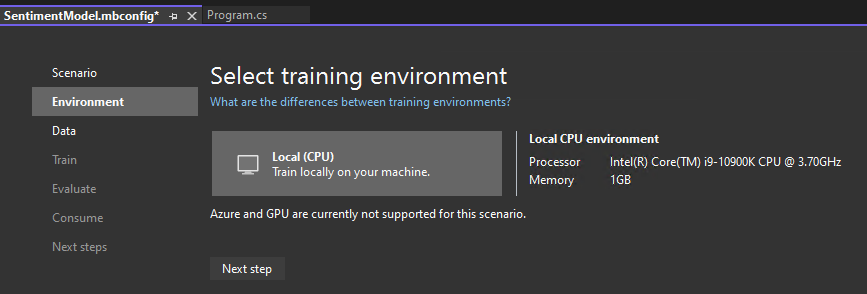 SentimentModel.mbconfig* Program.cs
Scenario
Environment
Data
Train
Evaluate
Consume
Next steps
Select training environment
What are the differences between training environments?
Local (CPU)
Train locally on your machine.
Local CPU environment
Processor Intel(R) Core(TM) i9-10900K CPU @ 3.70GHz
Memory 1GB
Azure and GPU are currently not supported for this scenario.
Next step